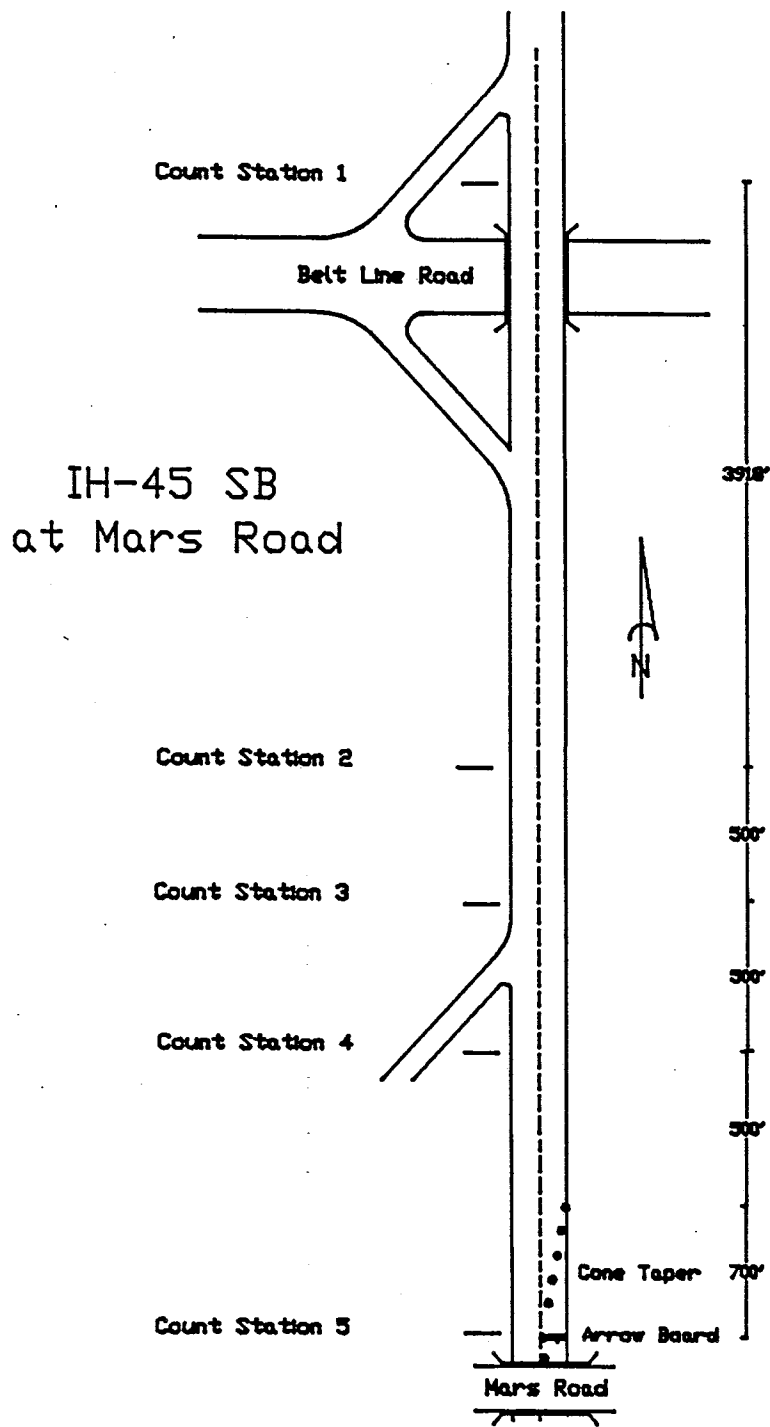 Count Station 1
Belt Line Road
IH-45 SB
at Mars Road
3918'
N
Count Station 2
500'
Count Station 3
500'
Count Station 4
500'
Cone Taper
700'
Count Station 5
Arrow Board
Mars Road